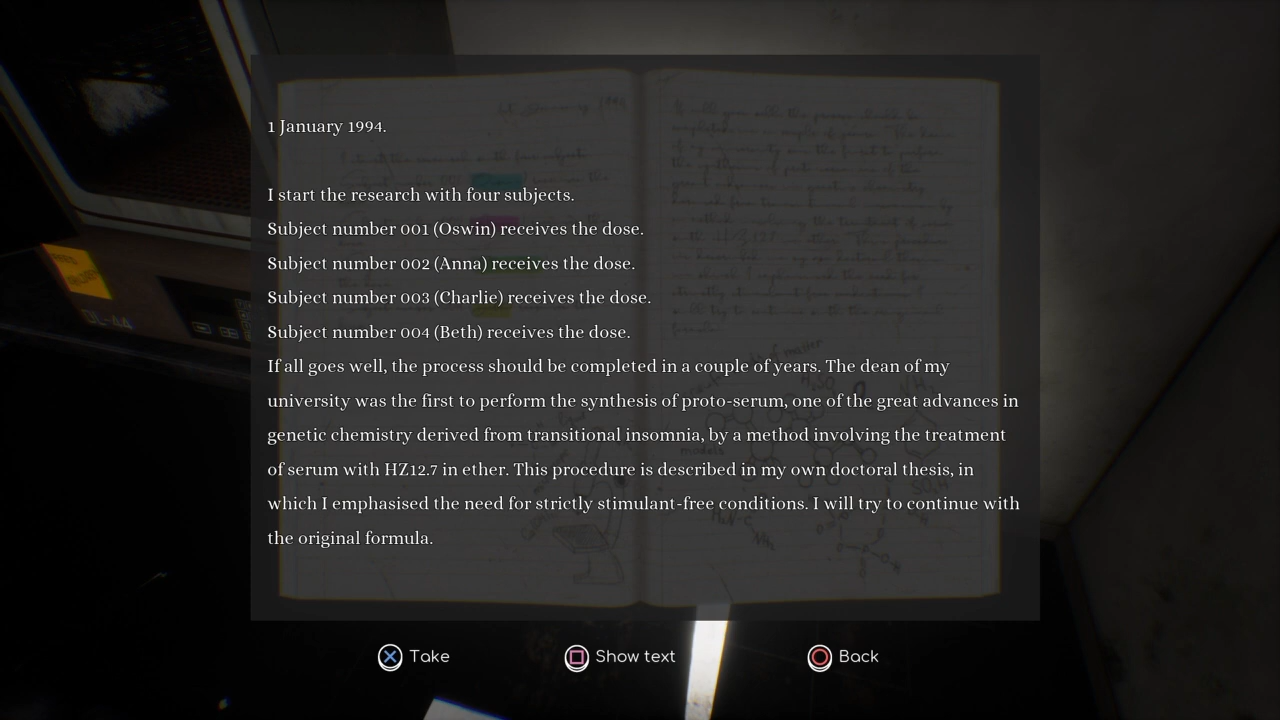 1 January 1994.
I start the research with four subjects.
Subject number 001 (Oswin) receives the dose.
Subject number 002 (Anna) receives the dose.
Subject number 003 (Charlie) receives the dose.
Subject number 004 (Beth) receives the dose.
If all goes well, the process should be completed in a couple of years. The dean of my
university was the first to perform the synthesis of proto-serum, one of the great advances in
genetic chemistry derived from transitional insomnia, by a method involving the treatment
of serum with HZ12.7 in ether. This procedure is described in my own doctoral thesis, in
which I emphasised the need for strictly stimulant-free conditions. I will try to continue with
the original formula.
Take
Show text
Back